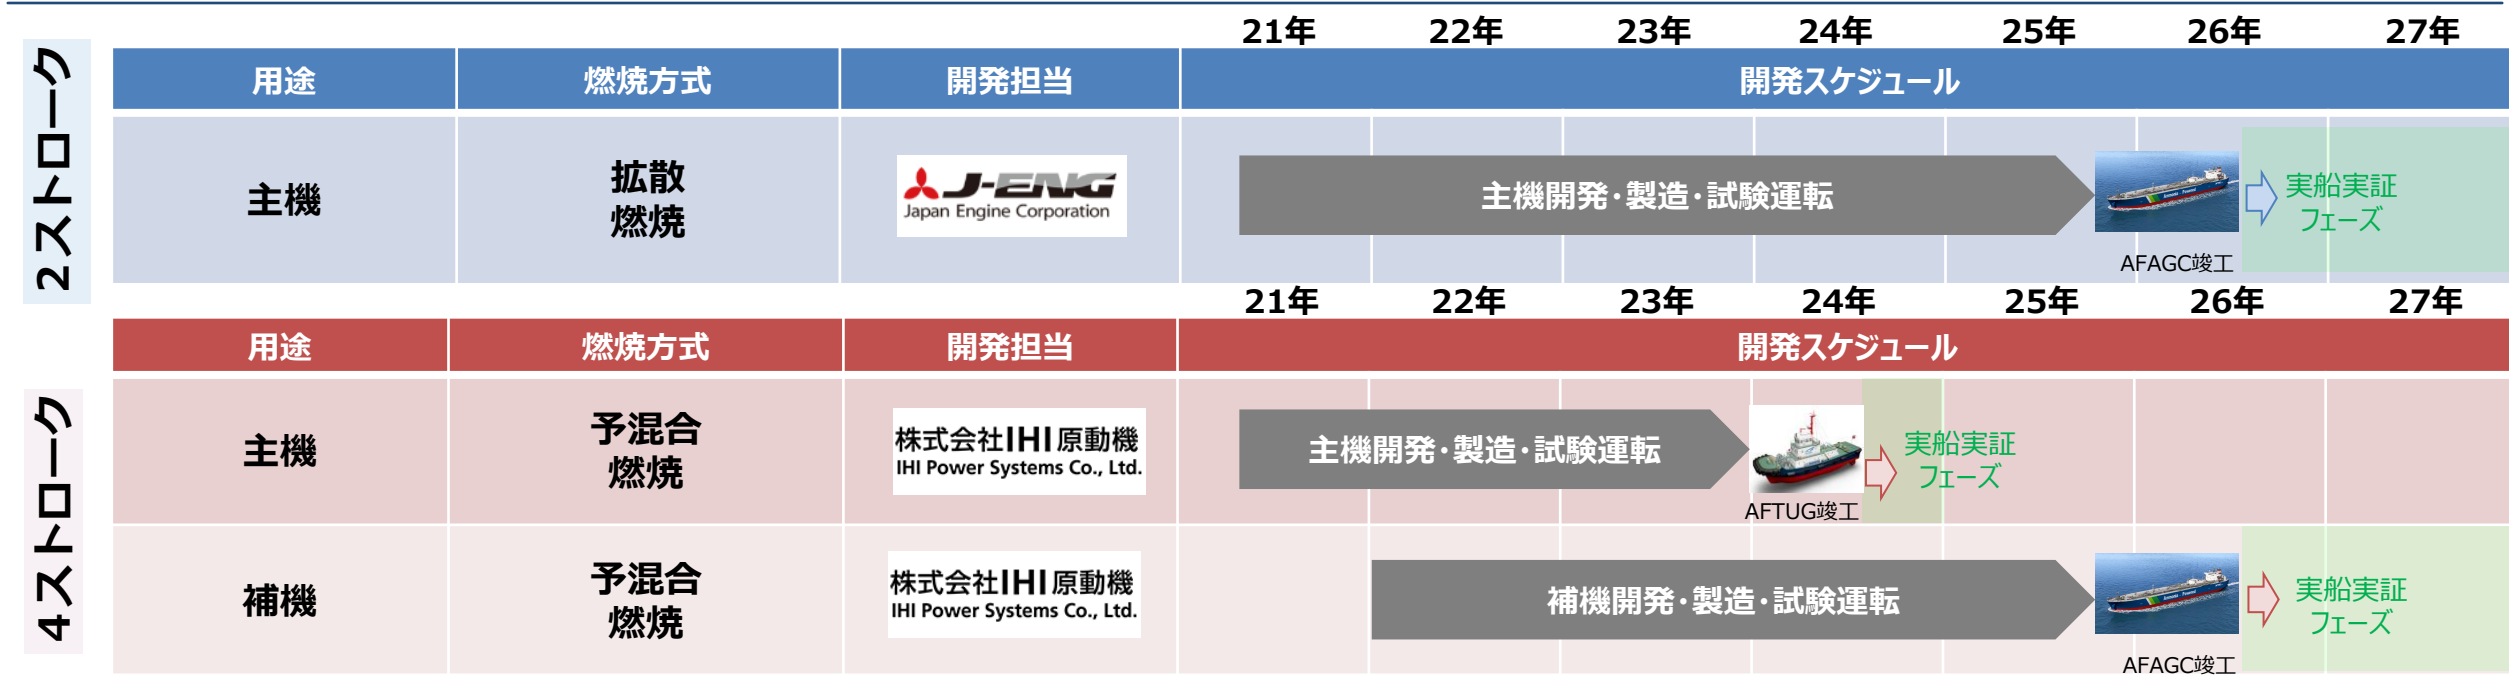 2ストローク
21年 22年 23年 24年 25年 26年 27年
用途 燃焼方式 開発担当 開発スケジュール
主機
拡散
燃焼
J-ENG
Japan Engine Corporation
主機開発・製造・試験運転
AFAGC竣工
実船実証
フェーズ
4ストローク
21年 22年 23年 24年 25年 26年 27年
用途 燃焼方式 開発担当 開発スケジュール
主機
予混合
燃焼
株式会社IHI原動機
IHI Power Systems Co., Ltd.
主機開発・製造・試験運転
AFTUG竣工
実船実証
フェーズ
補機
予混合
燃焼
株式会社IHI原動機
IHI Power Systems Co., Ltd.
補機開発・製造・試験運転
AFAGC竣工
実船実証
フェーズ